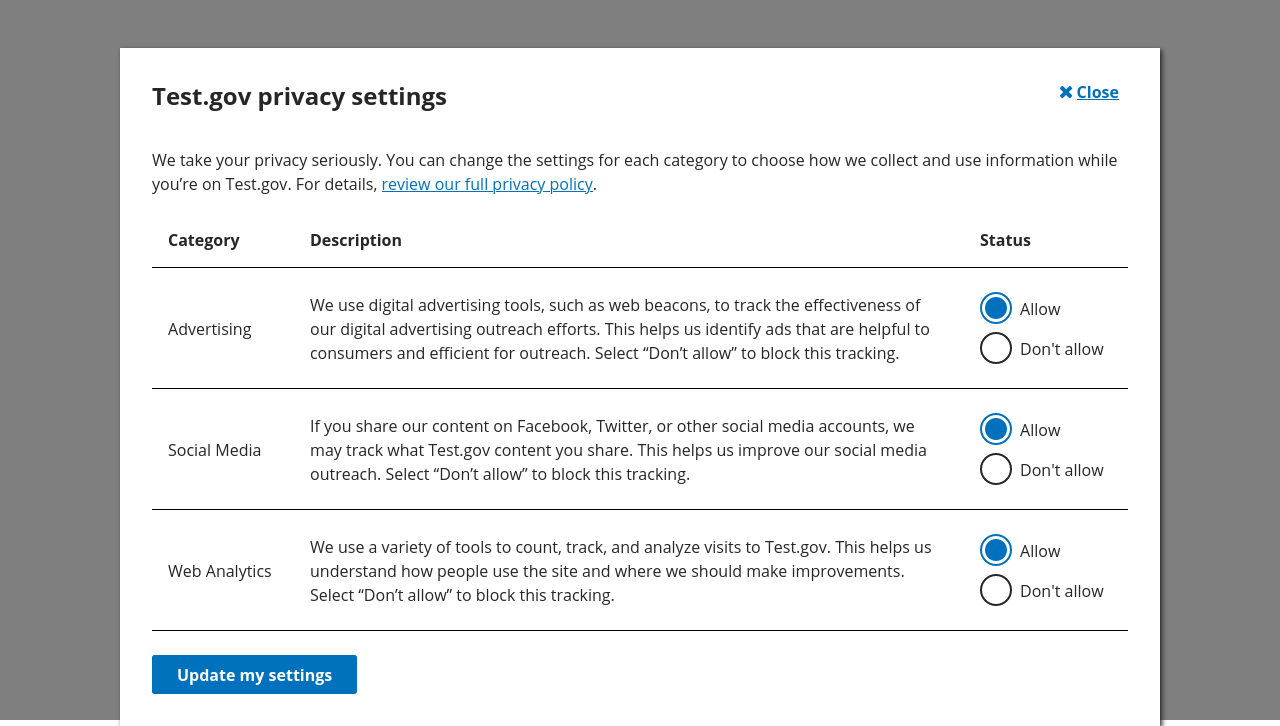 Test.gov privacy settings
✖ Close
We take your privacy seriously. You can change the settings for each category to choose how we collect and use information while
you’re on Test.gov. For details, review our full privacy policy.
Category Description Status
Advertising
We use digital advertising tools, such as web beacons, to track the effectiveness of
our digital advertising outreach efforts. This helps us identify ads that are helpful to
consumers and efficient for outreach. Select “Don’t allow” to block this tracking.
Allow
Don't allow
Social Media
If you share our content on Facebook, Twitter, or other social media accounts, we
may track what Test.gov content you share. This helps us improve our social media
outreach. Select “Don’t allow” to block this tracking.
Allow
Don't allow
Web Analytics
We use a variety of tools to count, track, and analyze visits to Test.gov. This helps us
understand how people use the site and where we should make improvements.
Select “Don’t allow” to block this tracking.
Allow
Don't allow
Update my settings